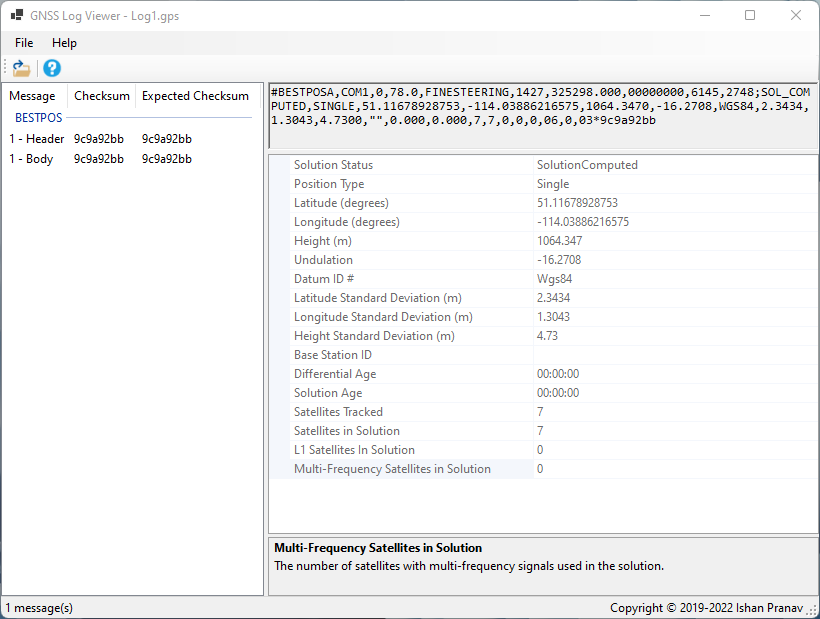 GNSS Log Viewer - Log1.gps
File Help
Message Checksum Expected Checksum
BESTPOS
1 - Header 9c9a92bb 9c9a92bb
1 - Body 9c9a92bb 9c9a92bb
#BESTPOSA,COM1,0,78.0,FINESTEERING,1427,325298.000,00000000,6145,2748;SOL_COM
PUTED,SINGLE,51.11678928753,-114.03886216575,1064.3470,-16.2708,WGS84,2.3434,
1.3043,4.7300,"",0.000,0.000,7,7,0,0,0,06,0,03*9c9a92bb
Solution Status SolutionComputed
Position Type Single
Latitude (degrees) 51.11678928753
Longitude (degrees) -114.03886216575
Height (m) 1064.347
Undulation -16.2708
Datum ID # Wgs84
Latitude Standard Deviation (m) 2.3434
Longitude Standard Deviation (m) 1.3043
Height Standard Deviation (m) 4.73
Base Station ID
Differential Age 00:00:00
Solution Age 00:00:00
Satellites Tracked 7
Satellites in Solution 7
L1 Satellites In Solution 0
Multi-Frequency Satellites in Solution 0
Multi-Frequency Satellites in Solution
The number of satellites with multi-frequency signals used in the solution.
1 message(s)
Copyright © 2019-2022 Ishan Pranav